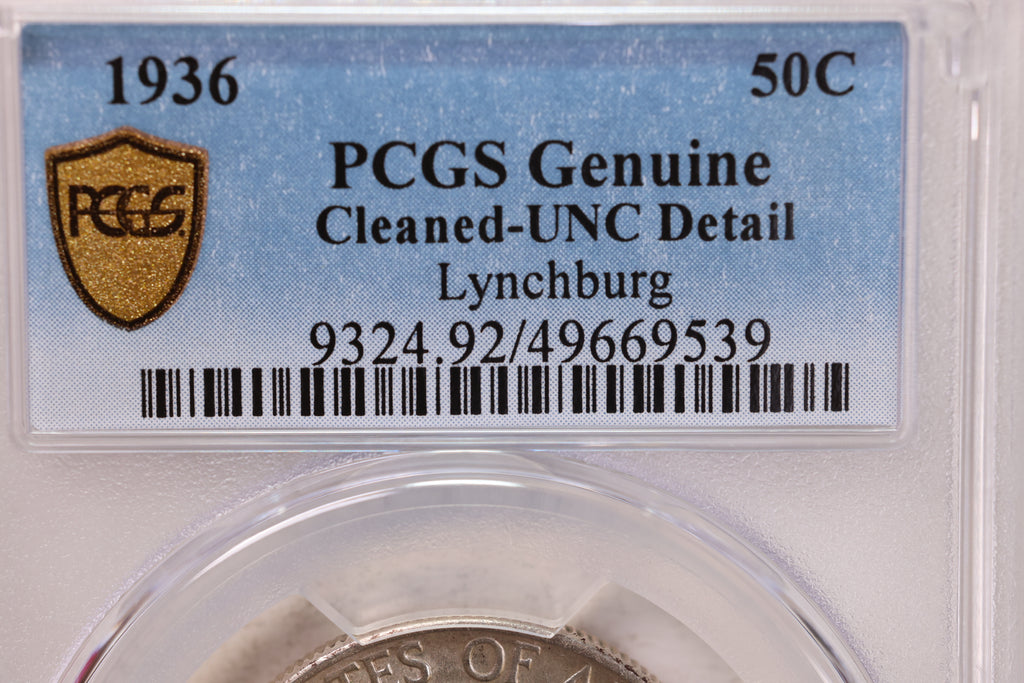 1936 50C
PCGS
PCGS Genuine
Cleaned-UNC Detail
Lynchburg
9324.92/49669539
TES OF A